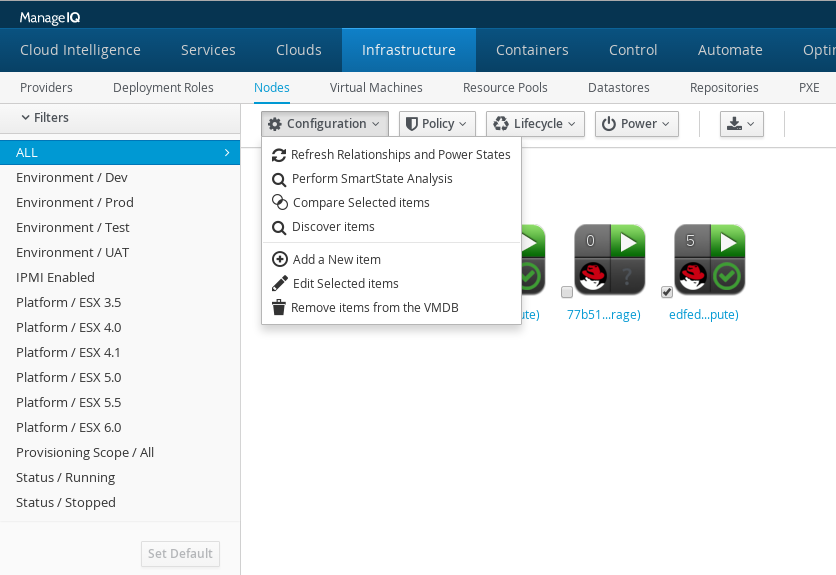 ManageIQ
Cloud Intelligence Services Clouds Infrastructure Containers Control Automate Optim
Providers Deployment Roles Nodes Virtual Machines Resource Pools Datastores Repositories PXE
Filters
Configuration Policy Lifecycle Power
ALL
Environment / Dev
Environment / Prod
Environment / Test
Environment / UAT
IPMI Enabled
Platform / ESX 3.5
Platform / ESX 4.0
Platform / ESX 4.1
Platform / ESX 5.0
Platform / ESX 5.5
Platform / ESX 6.0
Provisioning Scope / All
Status / Running
Status / Stopped
Set Default
Refresh Relationships and Power States
Perform SmartState Analysis
Compare Selected items
Discover items
Add a New item
Edit Selected items
Remove items from the VMDB
0 5
?
ute) 77b51...rage) edfed...pute)